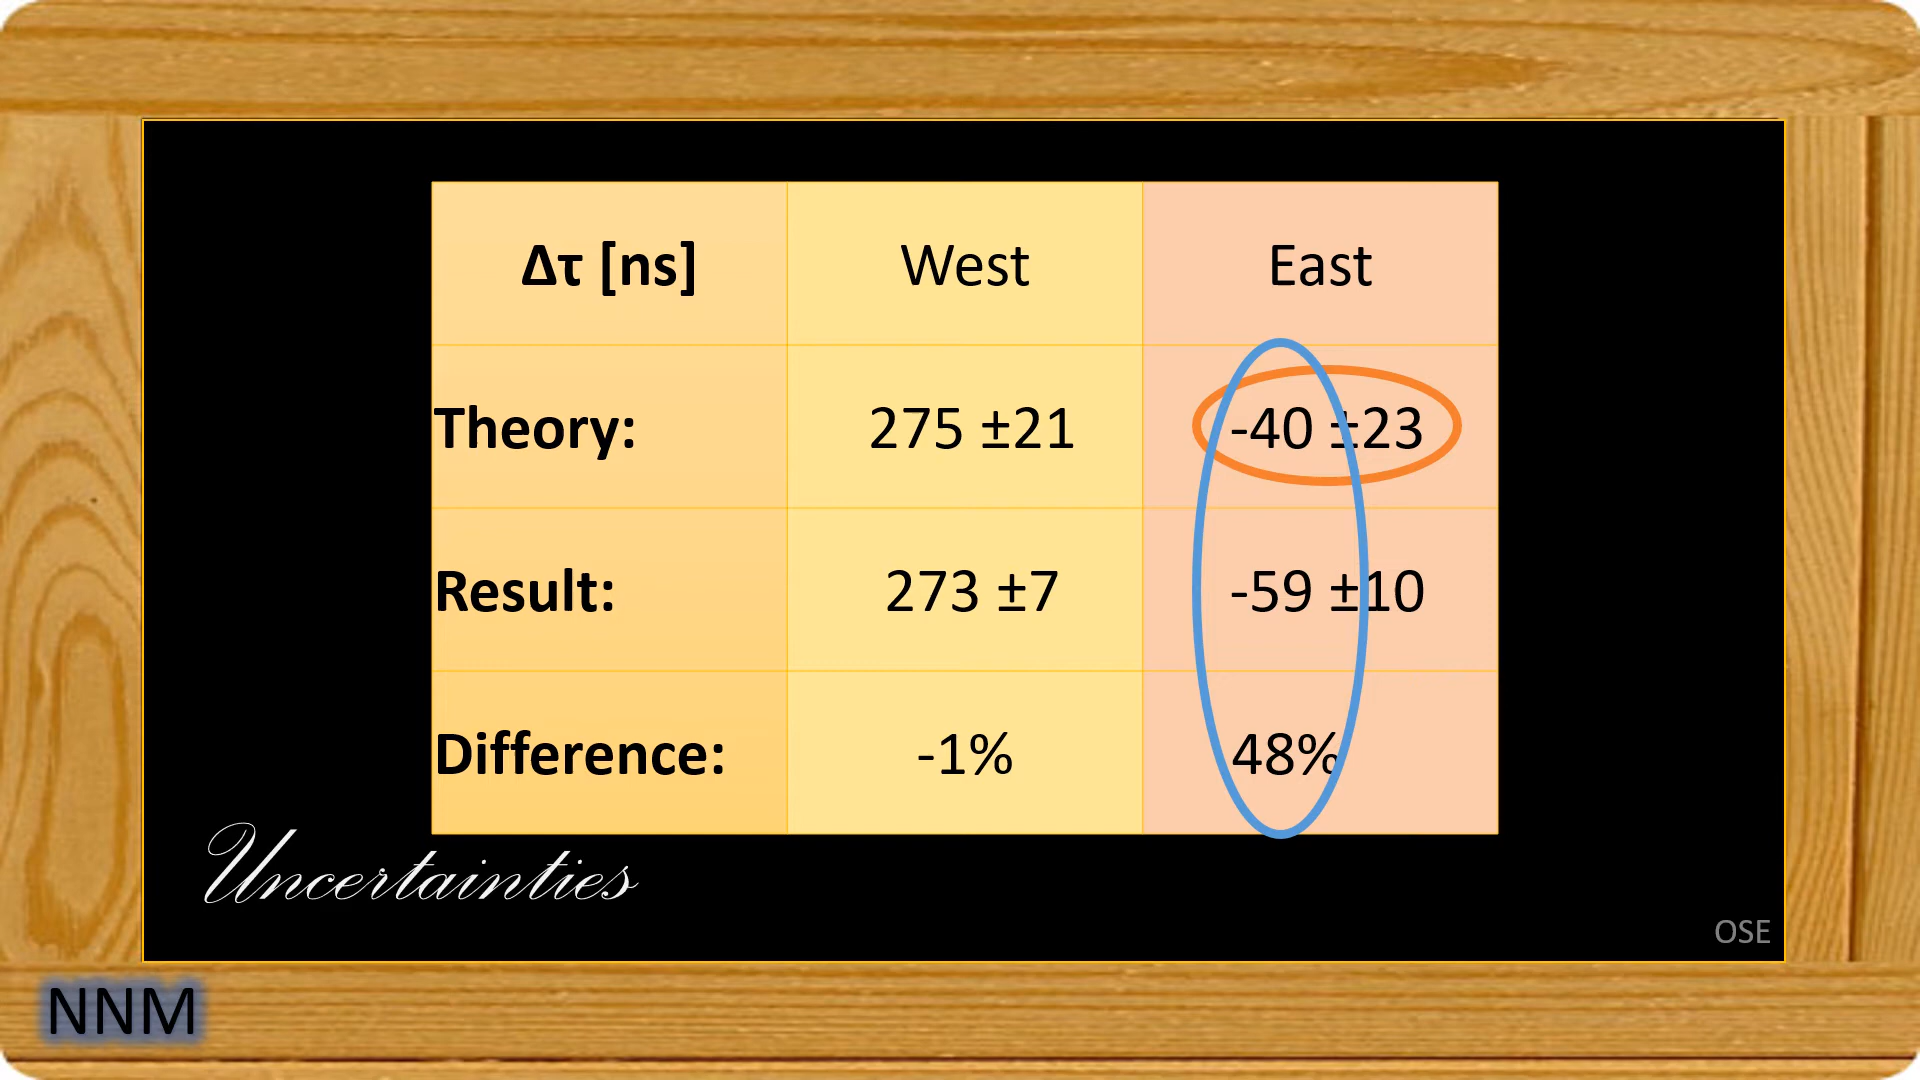 Δτ [ns] West East
Theory: 275 ±21 -40 ±23
Result: 273 ±7 -59 ±10
Difference: -1% 48%
Uncertainties
OSE
NNM